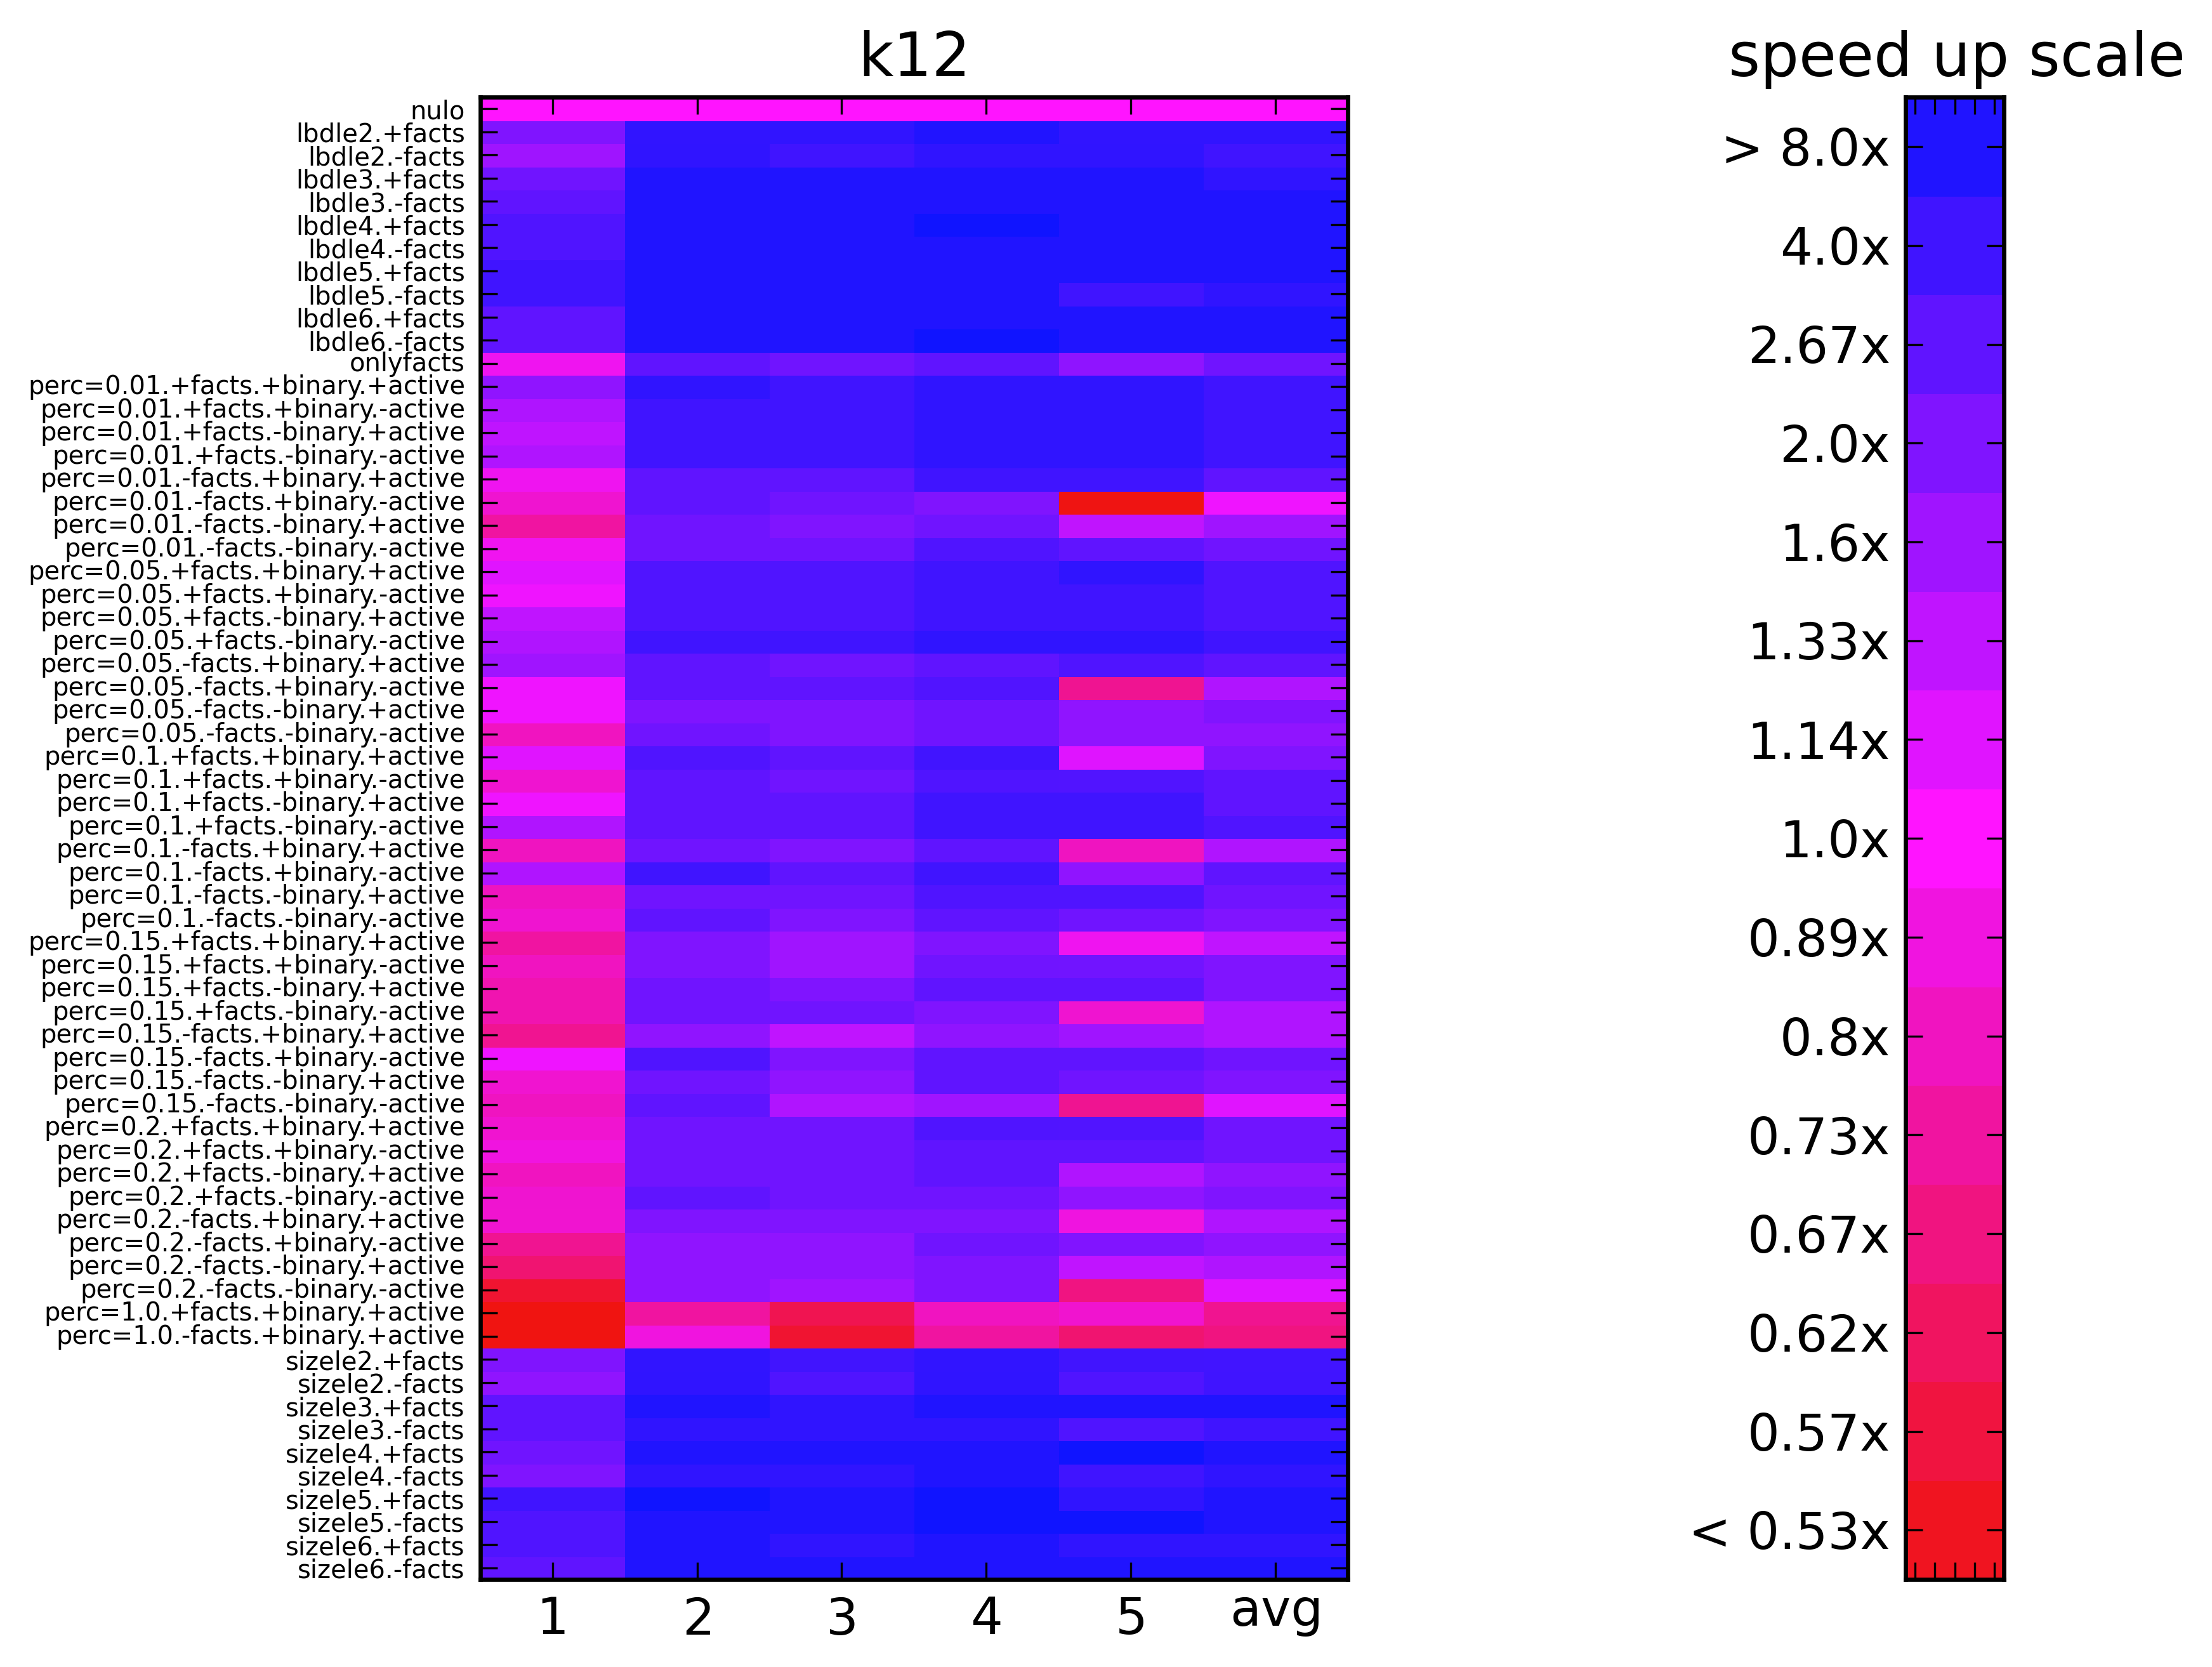 k12
speed up scale
nulo
lbdle2.+facts
lbdle2.-facts
lbdle3.+facts
lbdle3.-facts
lbdle4.+facts
lbdle4.-facts
lbdle5.+facts
lbdle5.-facts
lbdle6.+facts
lbdle6.-facts
onlyfacts
perc=0.01.+facts.+binary.+active
perc=0.01.+facts.+binary.-active
perc=0.01.+facts.-binary.+active
perc=0.01.+facts.-binary.-active
perc=0.01.-facts.+binary.+active
perc=0.01.-facts.+binary.-active
perc=0.01.-facts.-binary.+active
perc=0.01.-facts.-binary.-active
perc=0.05.+facts.+binary.+active
perc=0.05.+facts.+binary.-active
perc=0.05.+facts.-binary.+active
perc=0.05.+facts.-binary.-active
perc=0.05.-facts.+binary.+active
perc=0.05.-facts.+binary.-active
perc=0.05.-facts.-binary.+active
perc=0.05.-facts.-binary.-active
perc=0.1.+facts.+binary.+active
perc=0.1.+facts.+binary.-active
perc=0.1.+facts.-binary.+active
perc=0.1.+facts.-binary.-active
perc=0.1.-facts.+binary.+active
perc=0.1.-facts.+binary.-active
perc=0.1.-facts.-binary.+active
perc=0.1.-facts.-binary.-active
perc=0.15.+facts.+binary.+active
perc=0.15.+facts.+binary.-active
perc=0.15.+facts.-binary.+active
perc=0.15.+facts.-binary.-active
perc=0.15.-facts.+binary.+active
perc=0.15.-facts.+binary.-active
perc=0.15.-facts.-binary.+active
perc=0.15.-facts.-binary.-active
perc=0.2.+facts.+binary.+active
perc=0.2.+facts.+binary.-active
perc=0.2.+facts.-binary.+active
perc=0.2.+facts.-binary.-active
perc=0.2.-facts.+binary.+active
perc=0.2.-facts.+binary.-active
perc=0.2.-facts.-binary.+active
perc=0.2.-facts.-binary.-active
perc=1.0.+facts.+binary.+active
perc=1.0.-facts.+binary.+active
sizele2.+facts
sizele2.-facts
sizele3.+facts
sizele3.-facts
sizele4.+facts
sizele4.-facts
sizele5.+facts
sizele5.-facts
sizele6.+facts
sizele6.-facts
1 2 3 4 5 avg
> 8.0x
4.0x
2.67x
2.0x
1.6x
1.33x
1.14x
1.0x
0.89x
0.8x
0.73x
0.67x
0.62x
0.57x
< 0.53x